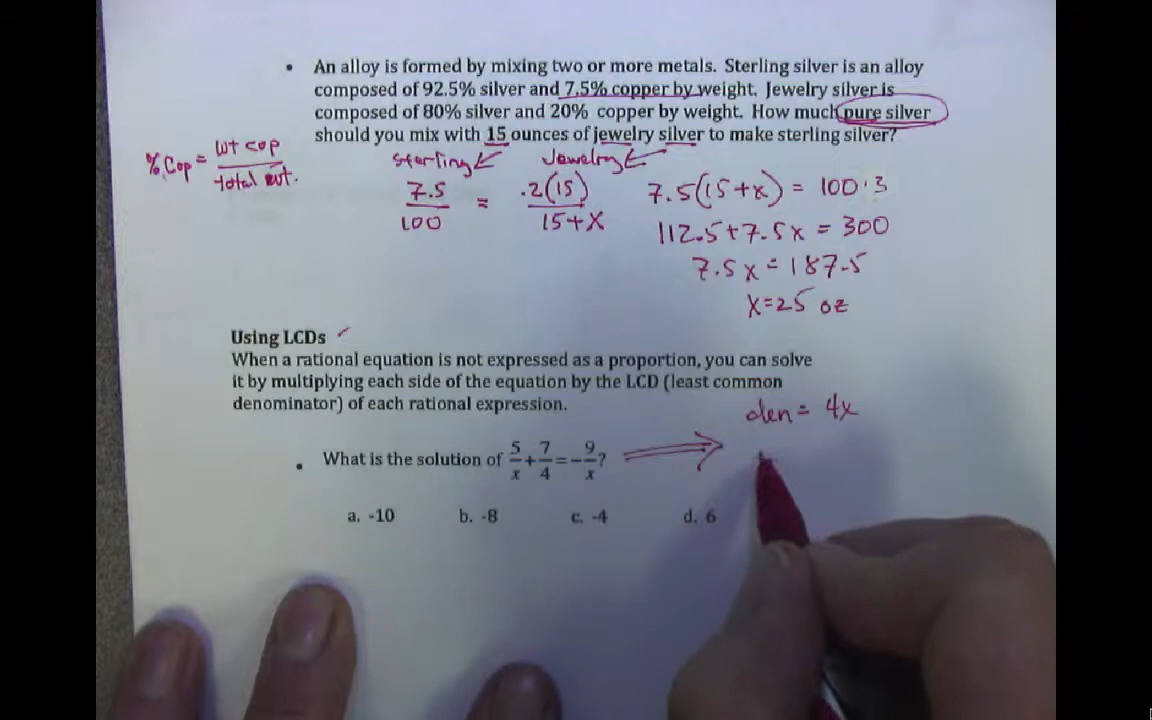 • An alloy is formed by mixing two or more metals. Sterling silver is an alloy
composed of 92.5% silver and 7.5% copper by weight. Jewelry silver is
composed of 80% silver and 20% copper by weight. How much pure silver
should you mix with 15 ounces of jewelry silver to make sterling silver?
% Cop = wt cop / total wt.
Sterling Jewelry
7.5 / 100 = .2(15) / 15+x
7.5(15+x) = 100·3
112.5+7.5x = 300
7.5x = 187.5
x=25 oz
Using LCDs
When a rational equation is not expressed as a proportion, you can solve
it by multiplying each side of the equation by the LCD (least common
denominator) of each rational expression.
den = 4x
• What is the solution of 5/x + 7/4 = -9/x?
a. -10 b. -8 c. -4 d. 6